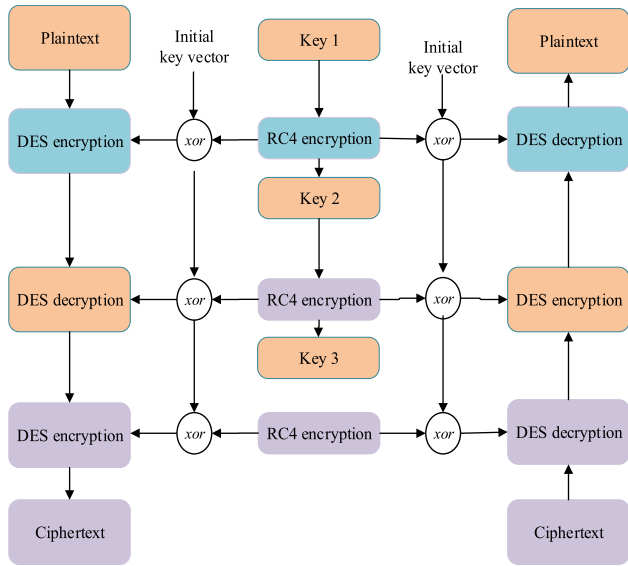 Plaintext
Initial
key vector
Key 1
Initial
key vector
Plaintext
DES encryption
xor
RC4 encryption
xor
DES decryption
Key 2
DES decryption
xor
RC4 encryption
xor
DES encryption
Key 3
DES encryption
xor
RC4 encryption
xor
DES decryption
Ciphertext
Ciphertext